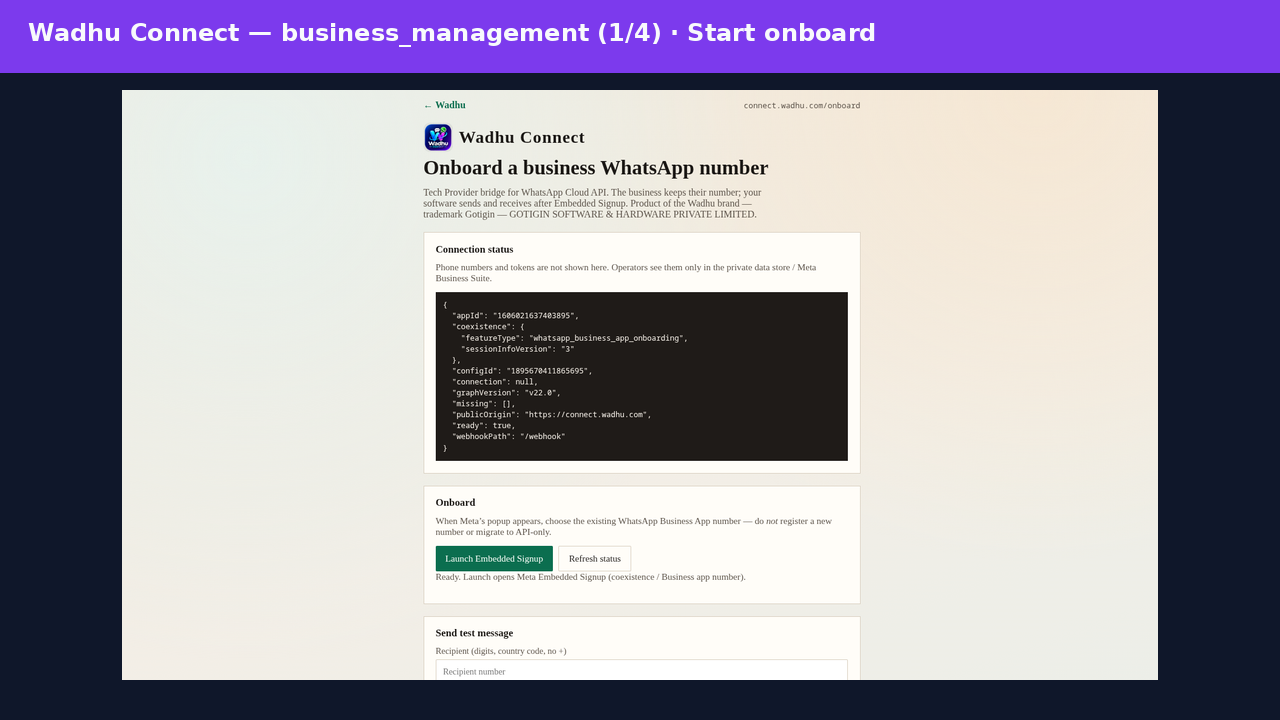 Wadhu Connect — business_management (1/4) · Start onboard
← Wadhu
connect.wadhu.com/onboard
Wadhu
Wadhu Connect
Onboard a business WhatsApp number
Tech Provider bridge for WhatsApp Cloud API. The business keeps their number; your
software sends and receives after Embedded Signup. Product of the Wadhu brand —
trademark Gotigin — GOTIGIN SOFTWARE & HARDWARE PRIVATE LIMITED.
Connection status
Phone numbers and tokens are not shown here. Operators see them only in the private data store / Meta
Business Suite.
{
  "appId": "1606021637403895",
  "coexistence": {
    "featureType": "whatsapp_business_app_onboarding",
    "sessionInfoVersion": "3"
  },
  "configId": "1895670411865695",
  "connection": null,
  "graphVersion": "v22.0",
  "missing": [],
  "publicOrigin": "https://connect.wadhu.com",
  "ready": true,
  "webhookPath": "/webhook"
}
Onboard
When Meta’s popup appears, choose the existing WhatsApp Business App number — do not register a new
number or migrate to API-only.
Launch Embedded Signup
Refresh status
Ready. Launch opens Meta Embedded Signup (coexistence / Business app number).
Send test message
Recipient (digits, country code, no +)
Recipient number